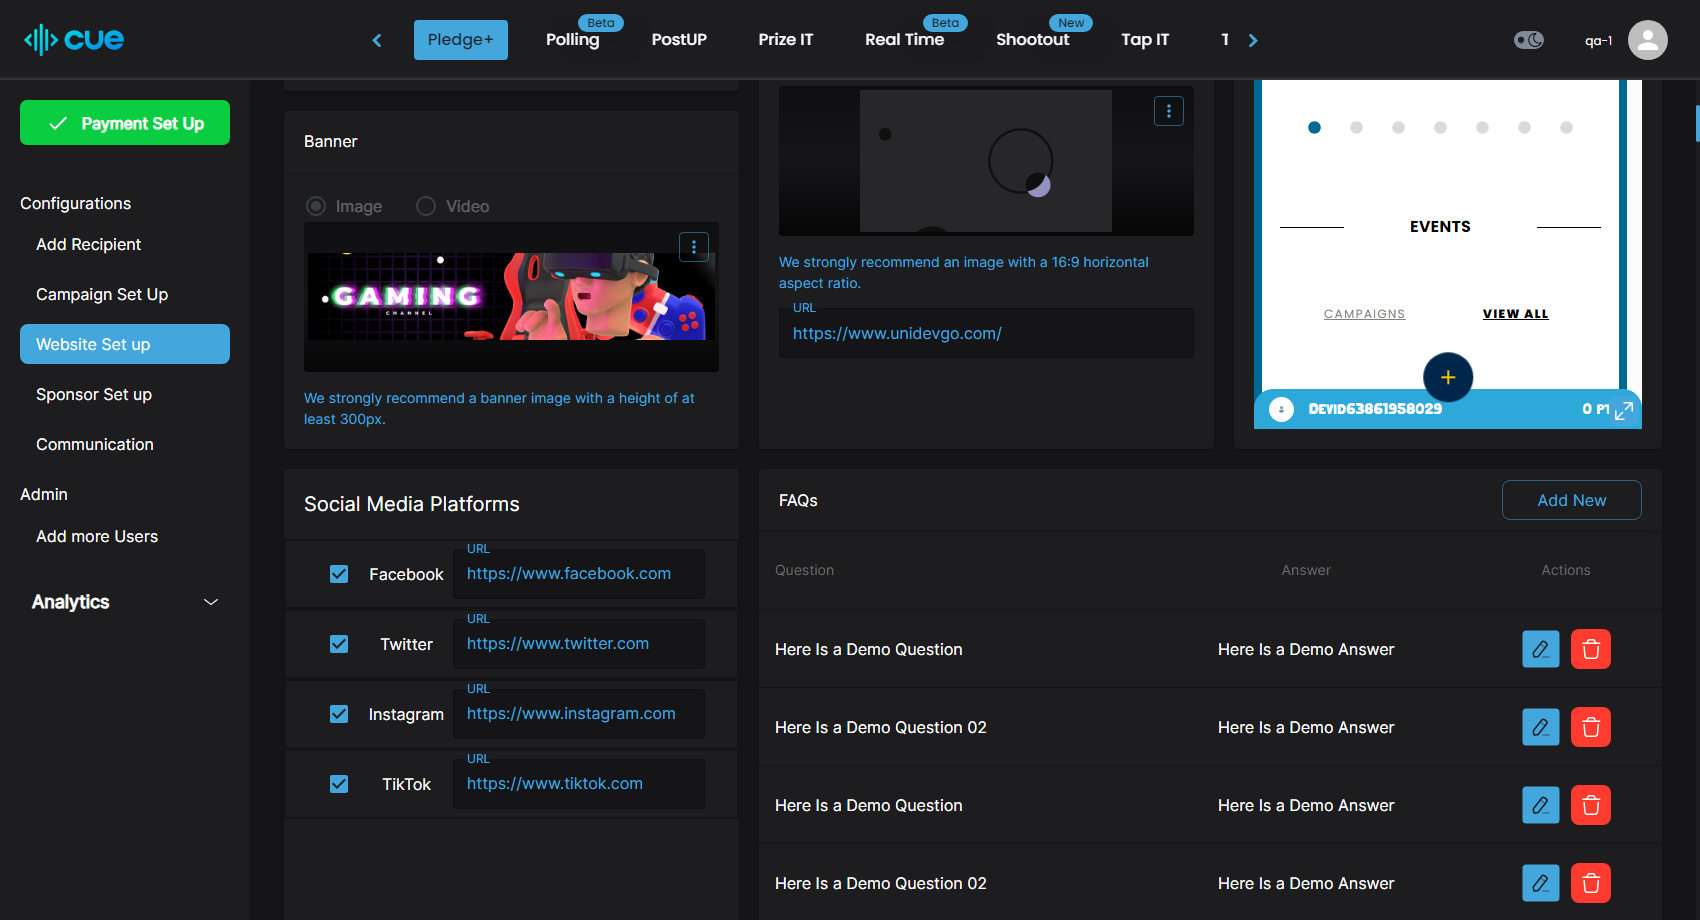 cue
Pledge+
Beta
Polling
PostUP
Prize IT
Beta
Real Time
New
Shootout
Tap IT
T
qa-1
Payment Set Up
Configurations
Add Recipient
Campaign Set Up
Website Set up
Sponsor Set up
Communication
Admin
Add more Users
Analytics
Banner
Image
Video
GAMING
CHANNEL
We strongly recommend a banner image with a height of at
least 300px.
We strongly recommend an image with a 16:9 horizontal
aspect ratio.
URL
https://www.unidevgo.com/
EVENTS
CAMPAIGNS
VIEW ALL
+
DEVID63861958029
0 PT
Social Media Platforms
Facebook
URL
https://www.facebook.com
Twitter
URL
https://www.twitter.com
Instagram
URL
https://www.instagram.com
TikTok
URL
https://www.tiktok.com
FAQs
Add New
Question
Answer
Actions
Here Is a Demo Question
Here Is a Demo Answer
Here Is a Demo Question 02
Here Is a Demo Answer
Here Is a Demo Question
Here Is a Demo Answer
Here Is a Demo Question 02
Here Is a Demo Answer